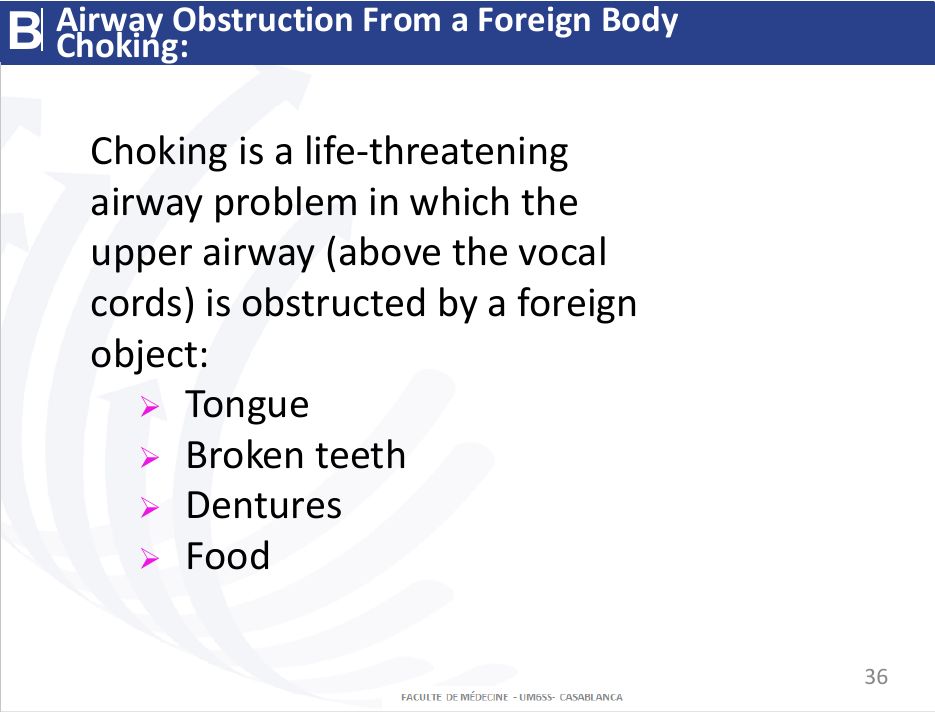 B
Airway Obstruction From a Foreign Body
Choking:
Choking is a life-threatening
airway problem in which the
upper airway (above the vocal
cords) is obstructed by a foreign
object:
Tongue
Broken teeth
Dentures
Food
36
FACULTE DE MÉDECINE - UM6SS- CASABLANCA